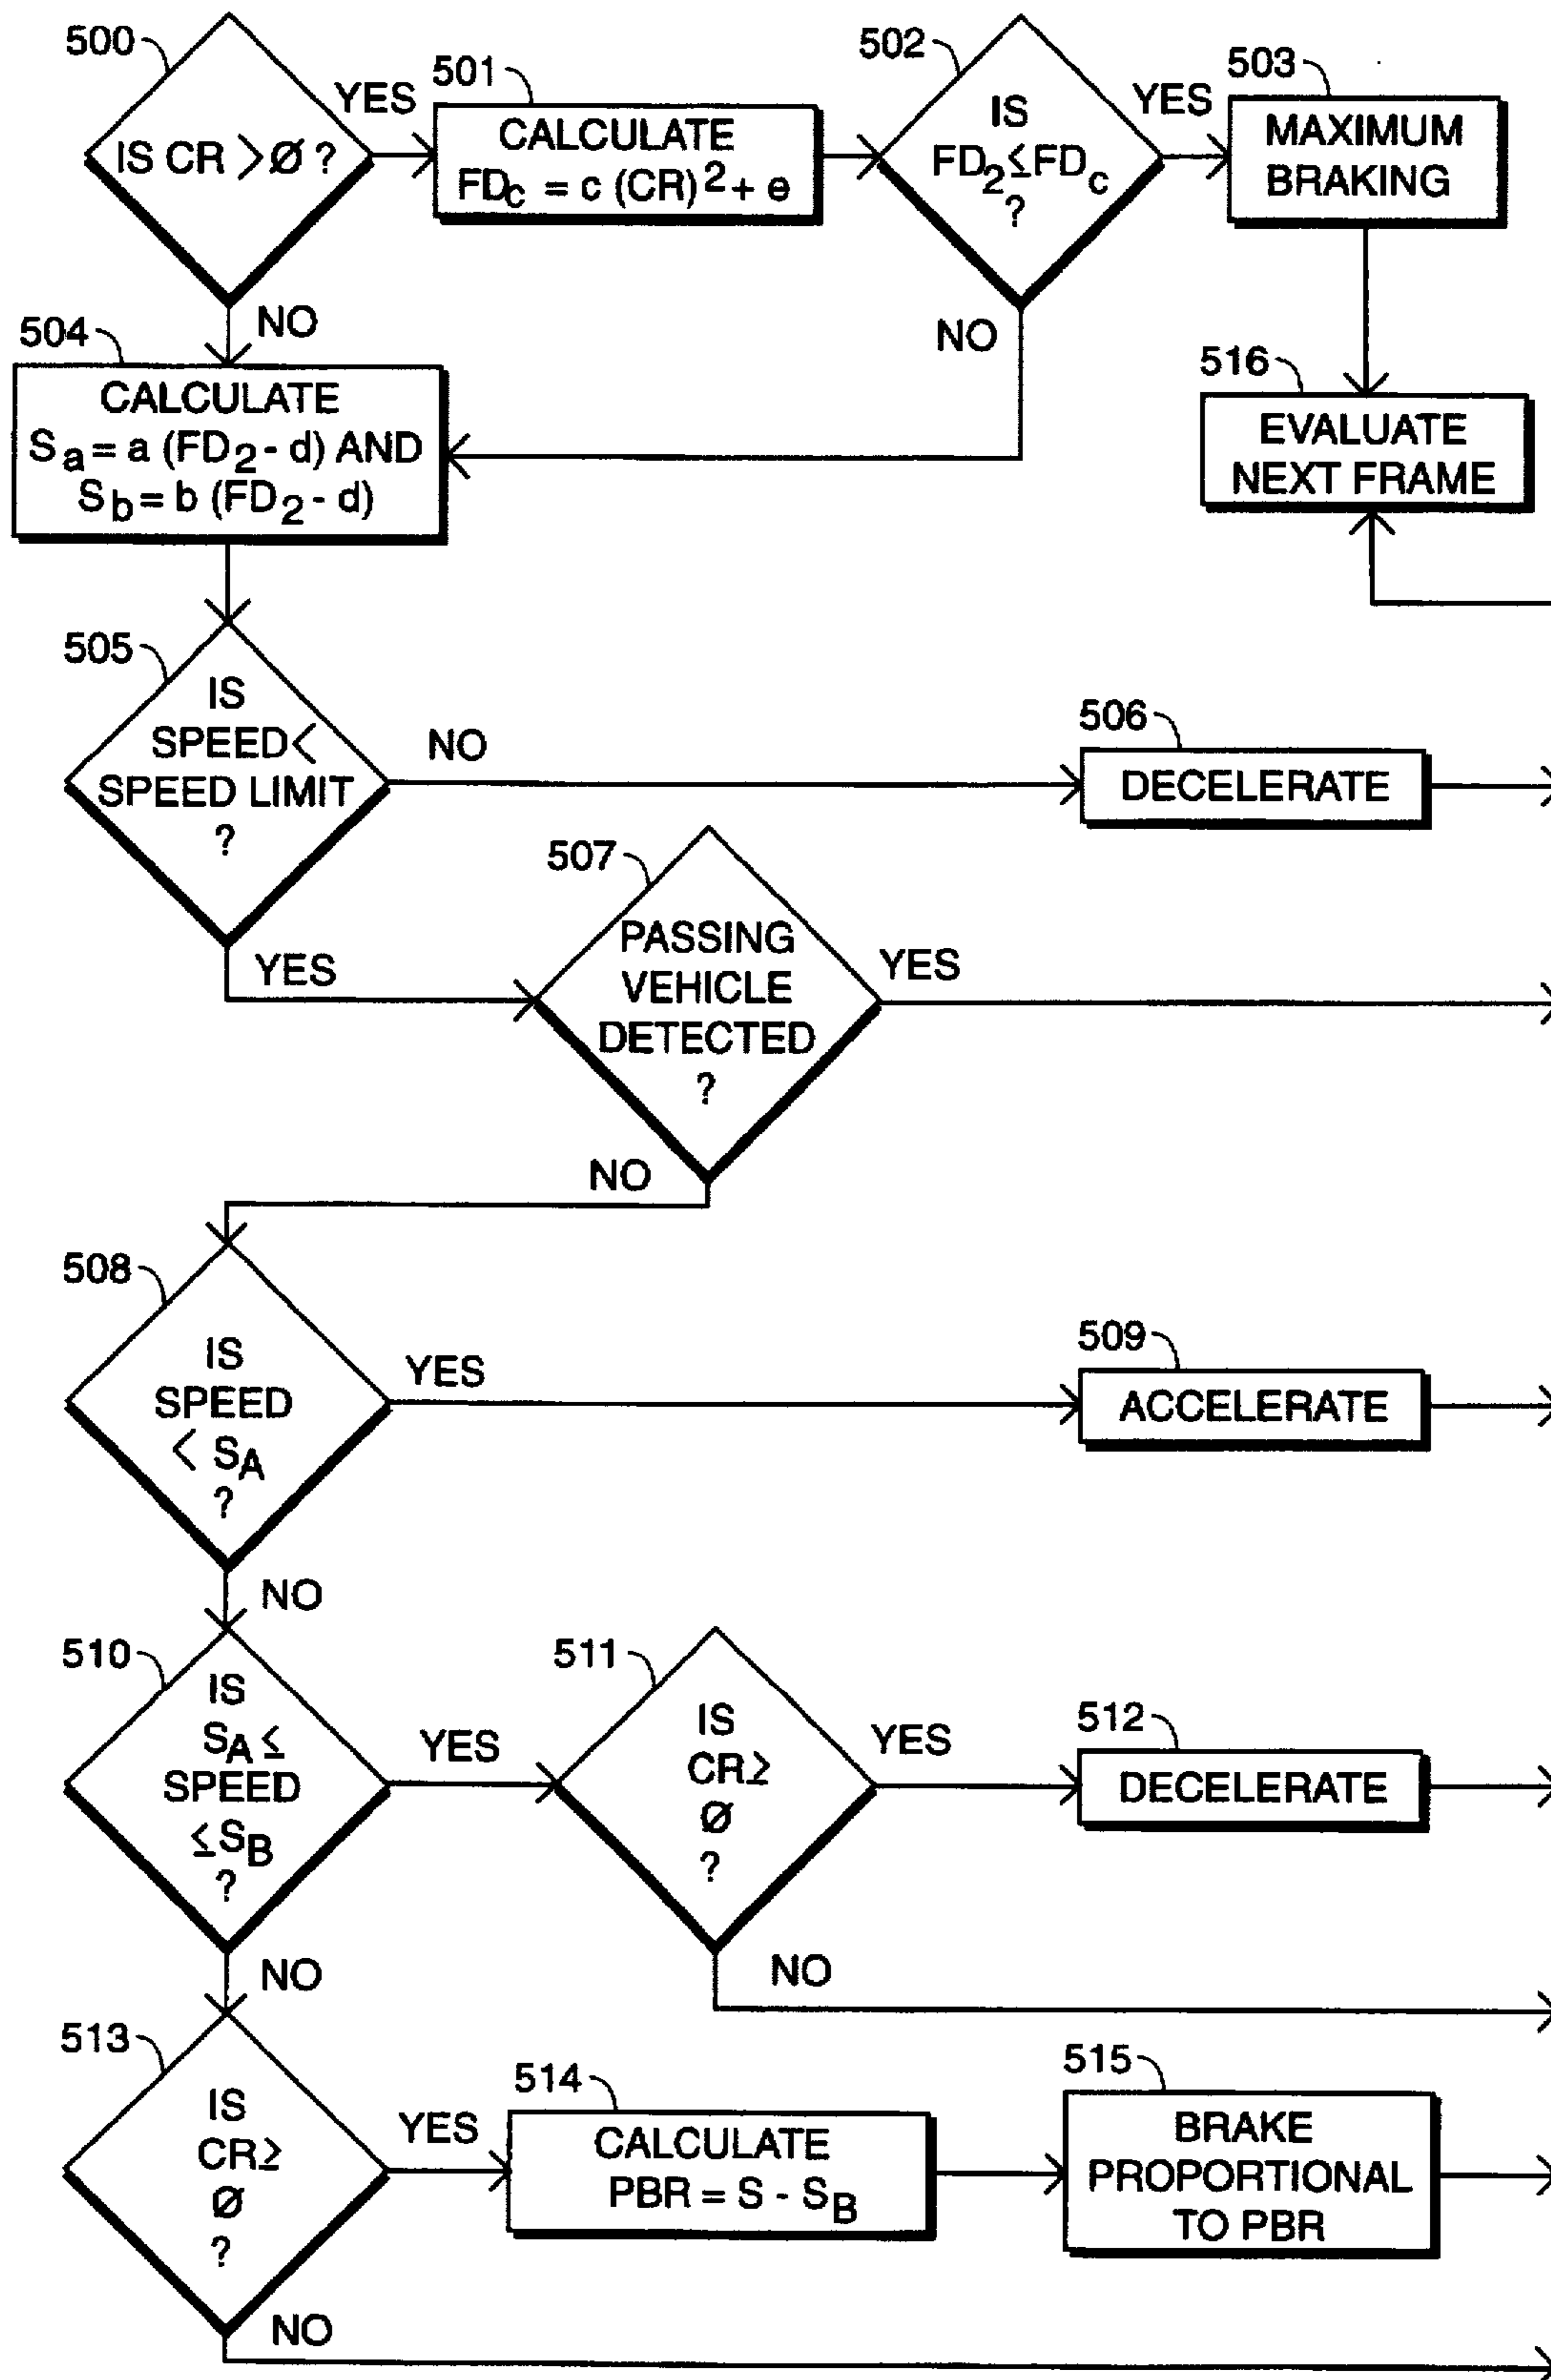 500
IS CR > Ø ?
YES
501
CALCULATE
FDc = c (CR)2 + e
502
IS
FD2 ≤ FDc
?
YES
503
MAXIMUM
BRAKING
NO
504
CALCULATE
Sa = a (FD2 - d) AND
Sb = b (FD2 - d)
NO
516
EVALUATE
NEXT FRAME
505
IS
SPEED <
SPEED LIMIT
?
NO
506
DECELERATE
YES
507
PASSING
VEHICLE
DETECTED
?
YES
NO
508
IS
SPEED
< SA
?
YES
509
ACCELERATE
NO
510
IS
SA ≤
SPEED
≤ SB
?
YES
511
IS
CR ≥
Ø
?
YES
512
DECELERATE
NO
NO
513
IS
CR ≥
Ø
?
YES
514
CALCULATE
PBR = S - SB
515
BRAKE
PROPORTIONAL
TO PBR
NO